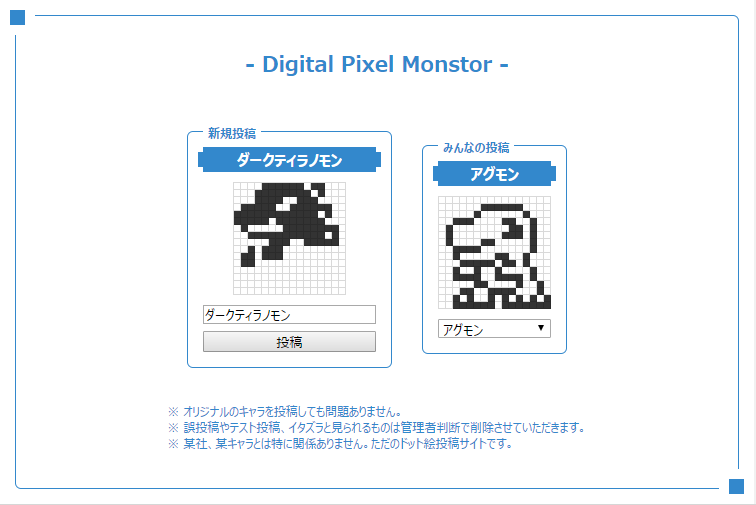 - Digital Pixel Monstor -
新規投稿
ダークテイラノモン
ダークティラノモン
投稿
みんなの投稿
アグモン
アグモン
※ オリジナルのキャラを投稿しても問題ありません。
※ 誤投稿やテスト投稿、イタズラと見られるものは管理者判断で削除させていただきます。
※ 某社、某キャラとは特に関係ありません。ただのドット絵投稿サイトです。